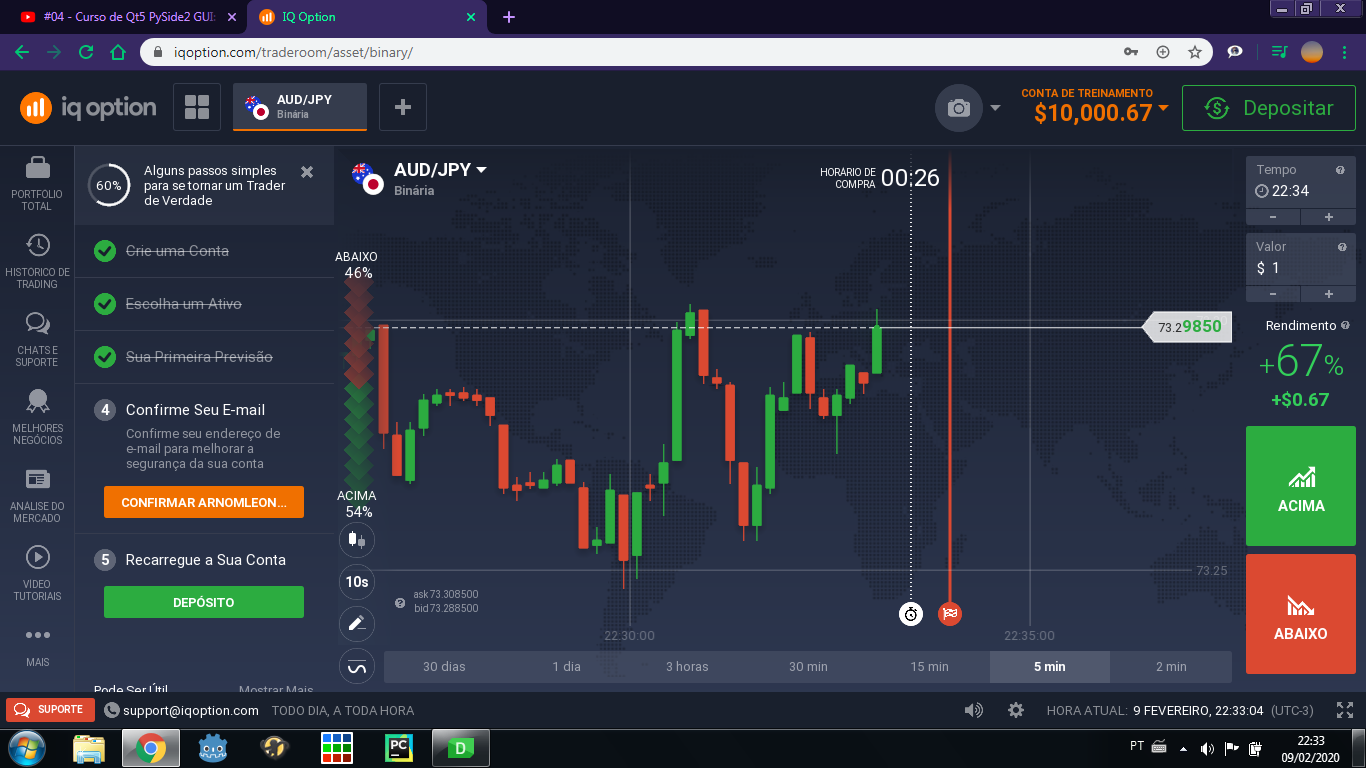 #04 - Curso de Qt5 PySide2 GUI
IQ Option
iqoption.com/traderoom/asset/binary/
iq option
AUD/JPY
Binária
CONTA DE TREINAMENTO
$10,000.67
Depositar
PORTFÓLIO
TOTAL
HISTÓRICO DE
TRADING
CHATS E
SUPORTE
MELHORES
NEGÓCIOS
ANÁLISE DO
MERCADO
VÍDEO
TUTORIAIS
MAIS
60%
Alguns passos simples
para se tornar um Trader
de Verdade
Crie uma Conta
Escolha um Ativo
Sua Primeira Previsão
4 Confirme Seu E-mail
Confirme seu endereço de
e-mail para melhorar a
segurança da sua conta
CONFIRMAR ARNOMLEON...
5 Recarregue a Sua Conta
DEPÓSITO
Pode Ser Útil
Mostrar Mais
AUD/JPY
Binária
HORÁRIO DE
COMPRA
00:26
ABAIXO
46%
ACIMA
54%
10s
73.29850
73.25
ask 73.308500
bid 73.288500
22:30:00
22:35:00
30 dias
1 dia
3 horas
30 min
15 min
5 min
2 min
Tempo
22:34
Valor
$ 1
Rendimento
+67%
+$0.67
ACIMA
ABAIXO
SUPORTE
support@iqoption.com
TODO DIA, A TODA HORA
HORA ATUAL: 9 FEVEREIRO, 22:33:04 (UTC-3)
PC
D
PT
22:33
09/02/2020